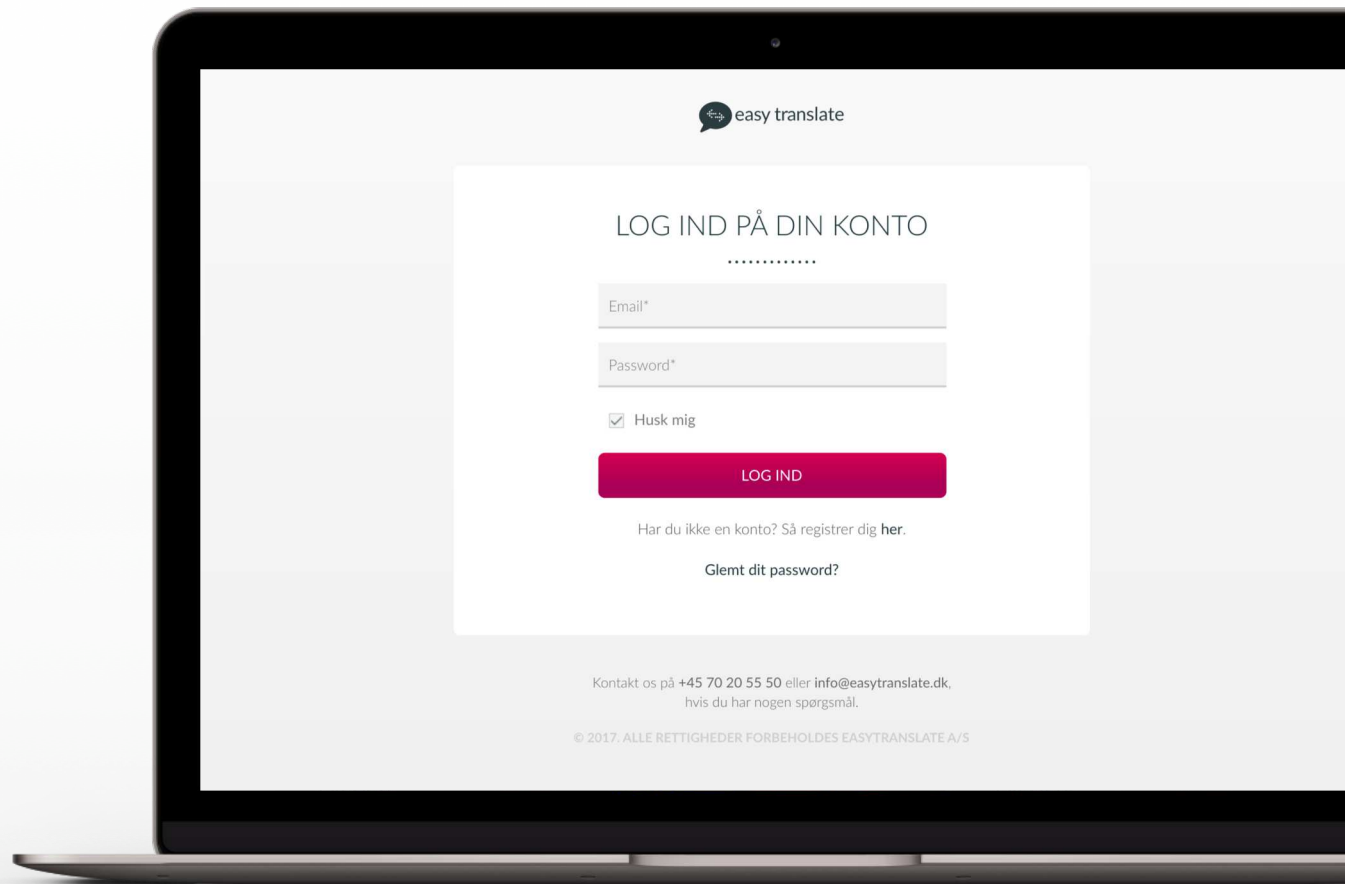 easy translate
LOG IND PÅ DIN KONTO
Email*
Password*
Husk mig
LOG IND
Har du ikke en konto? Så registrer dig her.
Glemt dit password?
Kontakt os på +45 70 20 55 50 eller info@easytranslate.dk,
hvis du har nogen spørgsmål.
© 2017. ALLE RETTIGHEDER FORBEHOLDES EASYTRANSLATE A/S